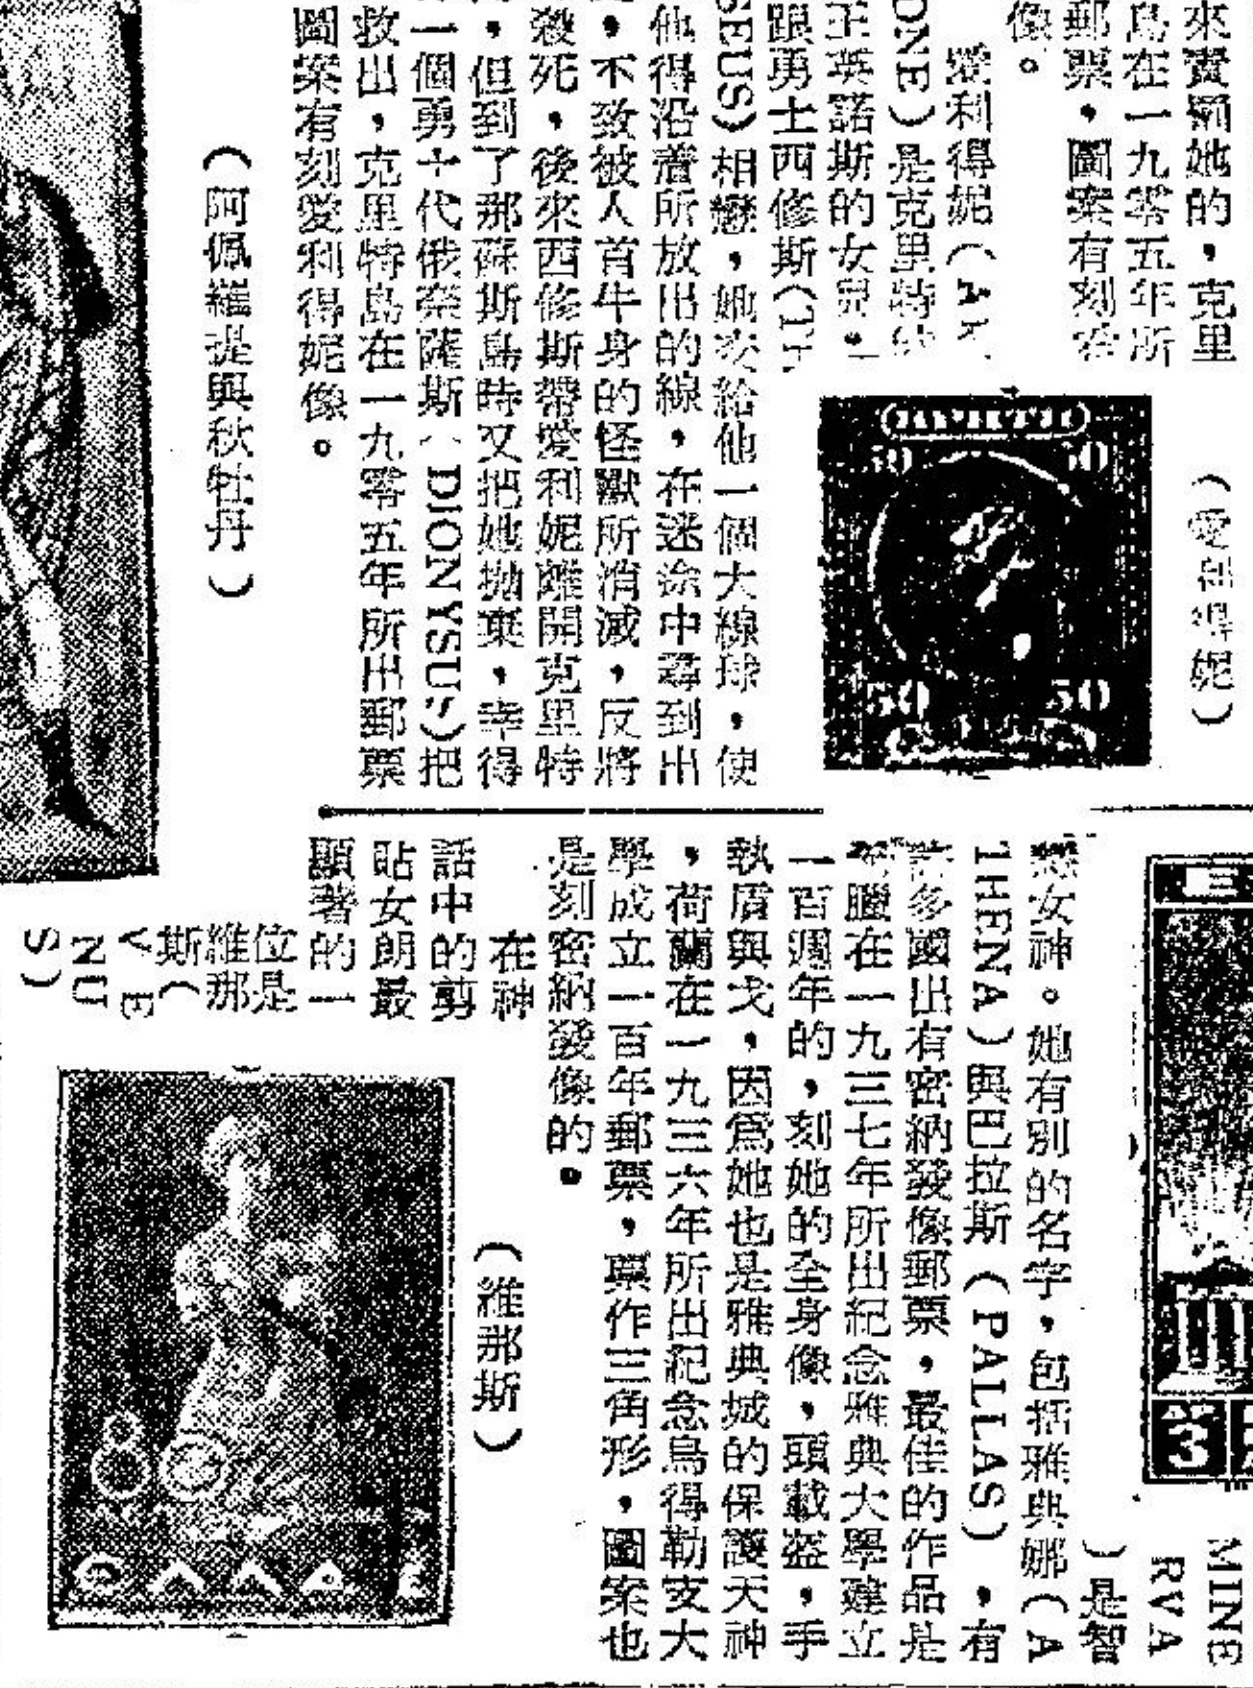 來責罰她的，克里
島在一九零五年所
郵票，圖案有刻
像。
愛利得妮（A
ONE）是克里特
王英諾斯的女兒，
跟勇士西修斯（TH
SEUS）相戀，她交給他一個大線球，使
他得沿着所放出的線，在迷途中尋到出
，不致被人首牛身的怪獸所消滅，反將
殺死，後來西修斯帶愛利妮離開克里特
，但到了那蘇斯島時又把她拋棄，幸得
一個勇士代俄奈薩斯（DIONYSUS）把
救出，克里特島在一九零五年所出郵票
圖案有刻愛利得妮像。
（愛利得妮）
50 50
（阿佩羅提與秋牡丹）
MINE
RVA
）是智
慧女神。她有別的名字，包括雅典娜（A
THENA）與巴拉斯（PALLAS），有
許多國出有密納發像郵票，最佳的作品是
希臘在一九三七年所出紀念雅典大學建立
一百週年的，刻她的全身像，頭載盔，手
執盾與戈，因爲她也是雅典城的保護天神
，荷蘭在一九三六年所出紀念烏得勒支大
學成立一百年郵票，票作三角形，圖案也
是刻密納發像的。
3
在神
話中的剪
貼女朗最
顯著的一
位是
維那
斯（
VE
NU
S）
（維那斯）